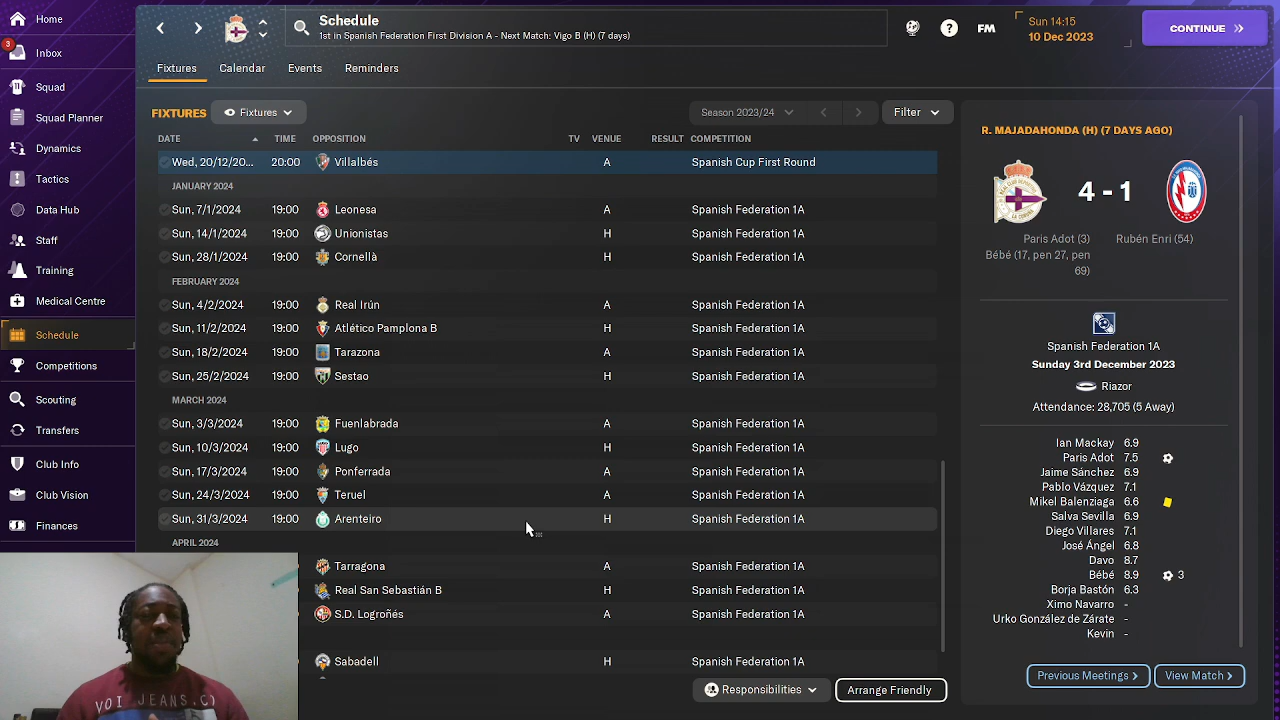 Home
3
Inbox
Squad
Squad Planner
Dynamics
Tactics
Data Hub
Staff
Training
Medical Centre
Schedule
Competitions
Scouting
Transfers
Club Info
Club Vision
Finances
Schedule
1st in Spanish Federation First Division A - Next Match: Vigo B (H) (7 days)
? FM
Sun 14:15
10 Dec 2023
CONTINUE
Fixtures Calendar Events Reminders
FIXTURES Fixtures Season 2023/24 Filter
DATE TIME OPPOSITION TV VENUE RESULT COMPETITION
Wed, 20/12/20... 20:00 Villalbés A Spanish Cup First Round
JANUARY 2024
Sun, 7/1/2024 19:00 Leonesa A Spanish Federation 1A
Sun, 14/1/2024 19:00 Unionistas H Spanish Federation 1A
Sun, 28/1/2024 19:00 Cornellà H Spanish Federation 1A
FEBRUARY 2024
Sun, 4/2/2024 19:00 Real Irún A Spanish Federation 1A
Sun, 11/2/2024 19:00 Atlético Pamplona B H Spanish Federation 1A
Sun, 18/2/2024 19:00 Tarazona A Spanish Federation 1A
Sun, 25/2/2024 19:00 Sestao H Spanish Federation 1A
MARCH 2024
Sun, 3/3/2024 19:00 Fuenlabrada A Spanish Federation 1A
Sun, 10/3/2024 19:00 Lugo H Spanish Federation 1A
Sun, 17/3/2024 19:00 Ponferrada A Spanish Federation 1A
Sun, 24/3/2024 19:00 Teruel A Spanish Federation 1A
Sun, 31/3/2024 19:00 Arenteiro H Spanish Federation 1A
APRIL 2024
Tarragona A Spanish Federation 1A
Real San Sebastián B H Spanish Federation 1A
S.D. Logroñés A Spanish Federation 1A
Sabadell H Spanish Federation 1A
Responsibilities Arrange Friendly
R. MAJADAHONDA (H) (7 DAYS AGO)
4 - 1
Paris Adot (3) Rubén Enri (54)
Bébé (17, pen 27, pen
69)
Spanish Federation 1A
Sunday 3rd December 2023
Riazor
Attendance: 28,705 (5 Away)
Ian Mackay 6.9
Paris Adot 7.5
Jaime Sánchez 6.9
Pablo Vázquez 7.1
Mikel Balenziaga 6.6
Salva Sevilla 6.9
Diego Villares 7.1
José Ángel 6.8
Davo 8.7
Bébé 8.9 3
Borja Bastón 6.3
Ximo Navarro -
Urko González de Zárate -
Kevin -
Previous Meetings View Match
VOI JEANS.C